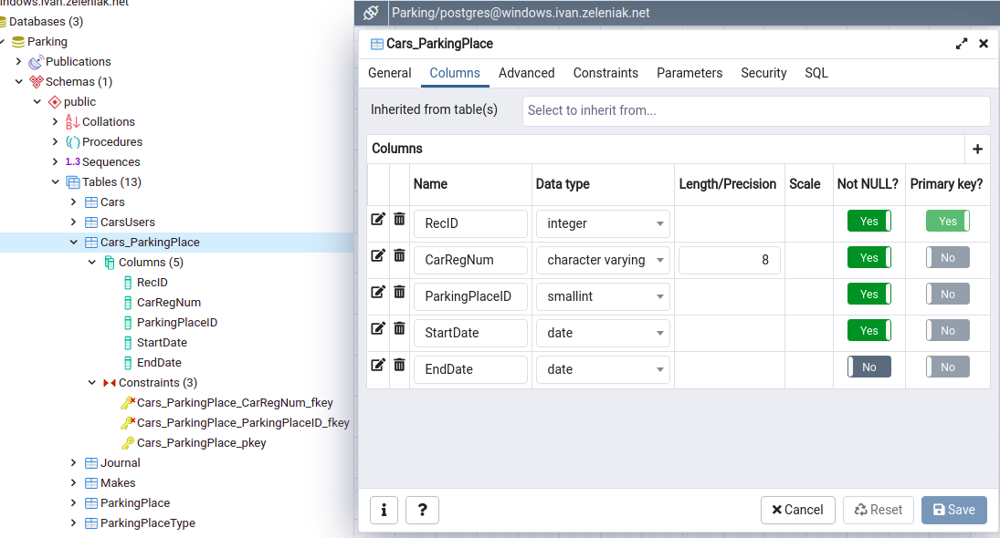 ndows.ivan.zeleniak.net
Databases (3)
Parking
Publications
Schemas (1)
public
Collations
Procedures
1..3 Sequences
Tables (13)
Cars
CarsUsers
Cars_ParkingPlace
Columns (5)
RecID
CarRegNum
ParkingPlaceID
StartDate
EndDate
Constraints (3)
Cars_ParkingPlace_CarRegNum_fkey
Cars_ParkingPlace_ParkingPlaceID_fkey
Cars_ParkingPlace_pkey
Journal
Makes
ParkingPlace
ParkingPlaceType
Parking/postgres@windows.ivan.zeleniak.net
Cars_ParkingPlace
General Columns Advanced Constraints Parameters Security SQL
Inherited from table(s) Select to inherit from...
Columns
Name Data type Length/Precision Scale Not NULL? Primary key?
RecID integer Yes Yes
CarRegNum character varying 8 Yes No
ParkingPlaceID smallint Yes No
StartDate date Yes No
EndDate date No No
i ? Cancel Reset Save